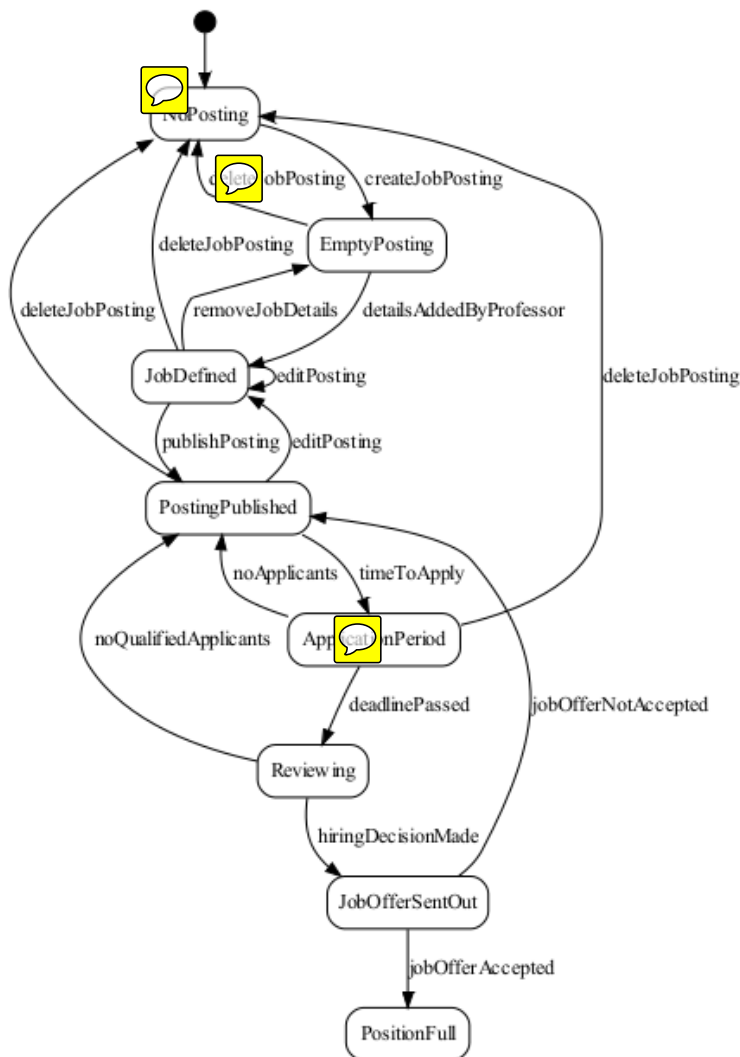 NoPosting
deleteJobPosting
createJobPosting
EmptyPosting
deleteJobPosting
deleteJobPosting
removeJobDetails
detailsAddedByProfessor
JobDefined
editPosting
deleteJobPosting
publishPosting
editPosting
PostingPublished
noApplicants
timeToApply
noQualifiedApplicants
ApplicationPeriod
deadlinePassed
jobOfferNotAccepted
Reviewing
hiringDecisionMade
JobOfferSentOut
jobOfferAccepted
PositionFull